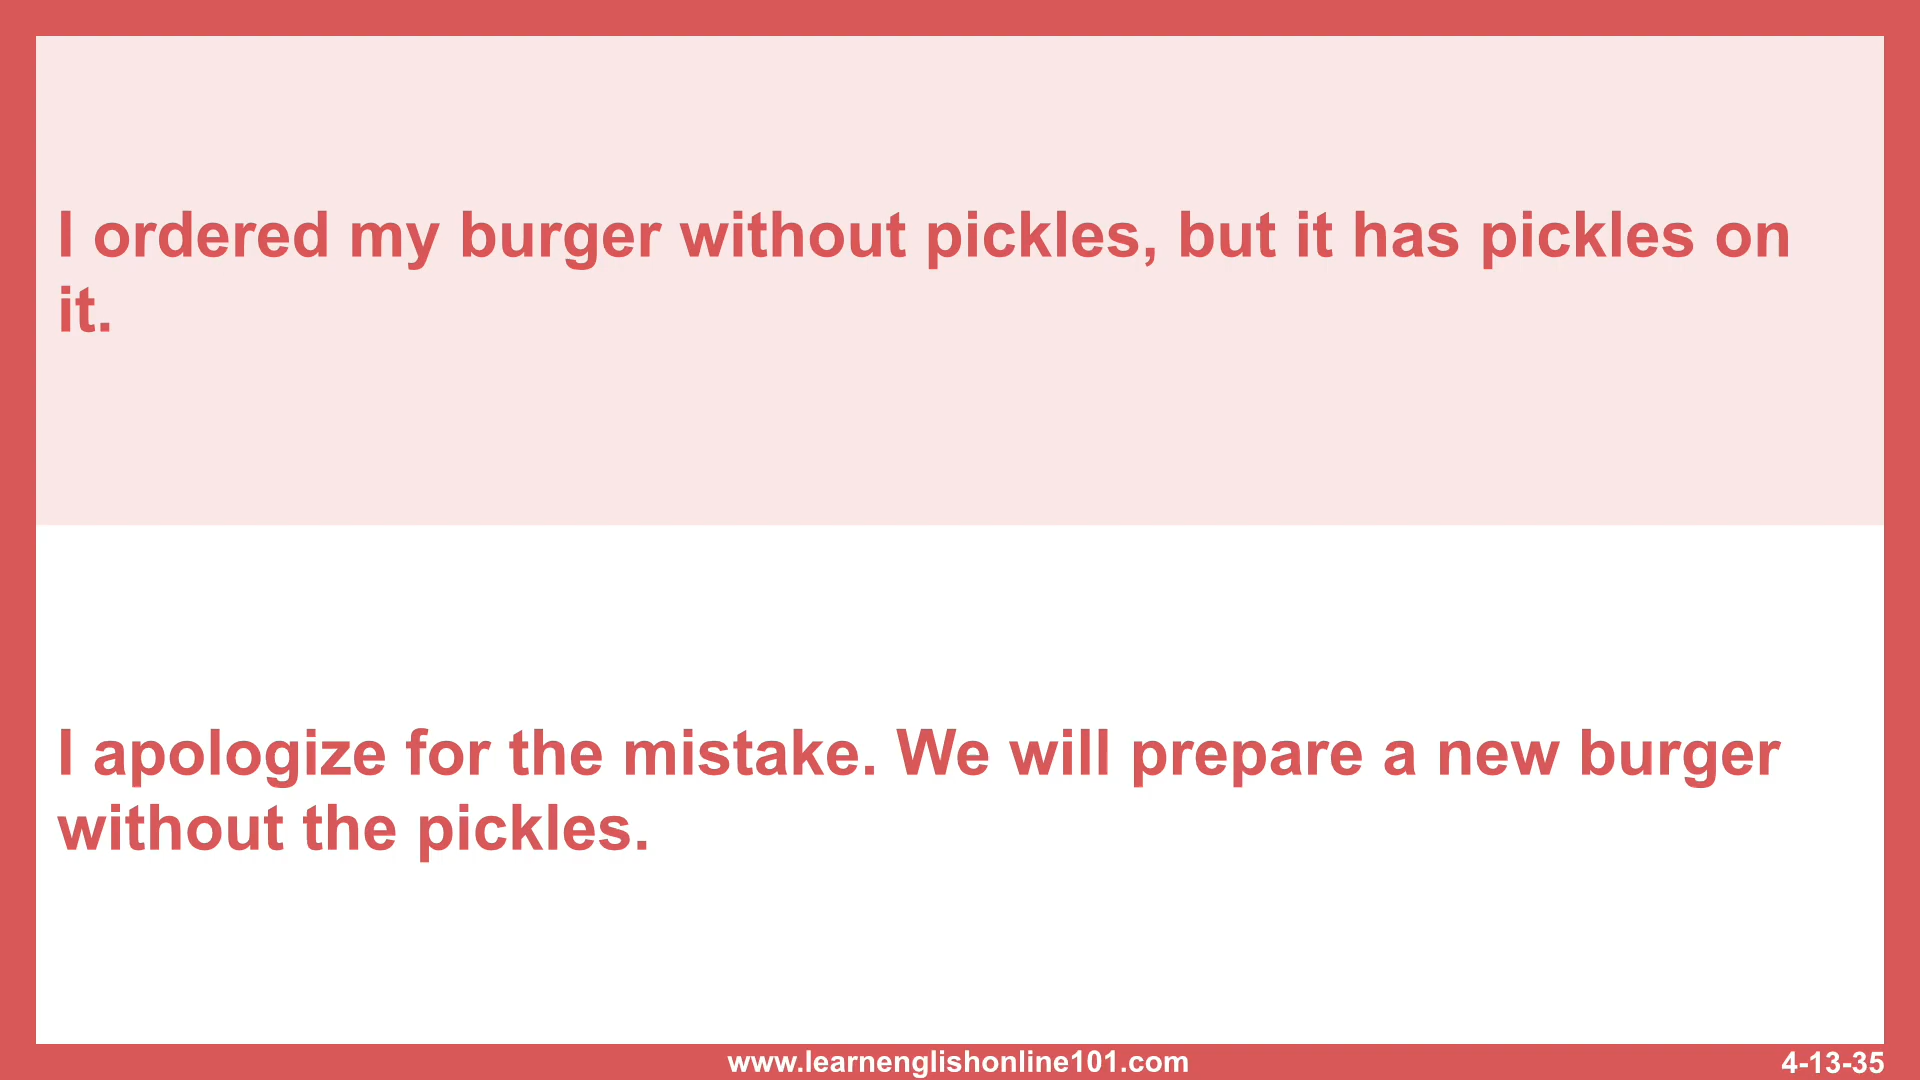 I ordered my burger without pickles, but it has pickles on
it.
I apologize for the mistake. We will prepare a new burger
without the pickles.
www.learnenglishonline101.com
4-13-35